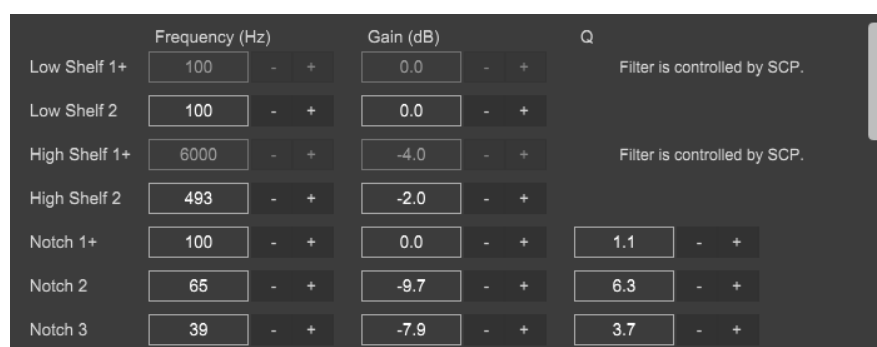 Frequency (Hz) Gain (dB) Q
Low Shelf 1+ 100 - + 0.0 - + Filter is controlled by SCP.
Low Shelf 2 100 - + 0.0 - +
High Shelf 1+ 6000 - + -4.0 - + Filter is controlled by SCP.
High Shelf 2 493 - + -2.0 - +
Notch 1+ 100 - + 0.0 - + 1.1 - +
Notch 2 65 - + -9.7 - + 6.3 - +
Notch 3 39 - + -7.9 - + 3.7 - +